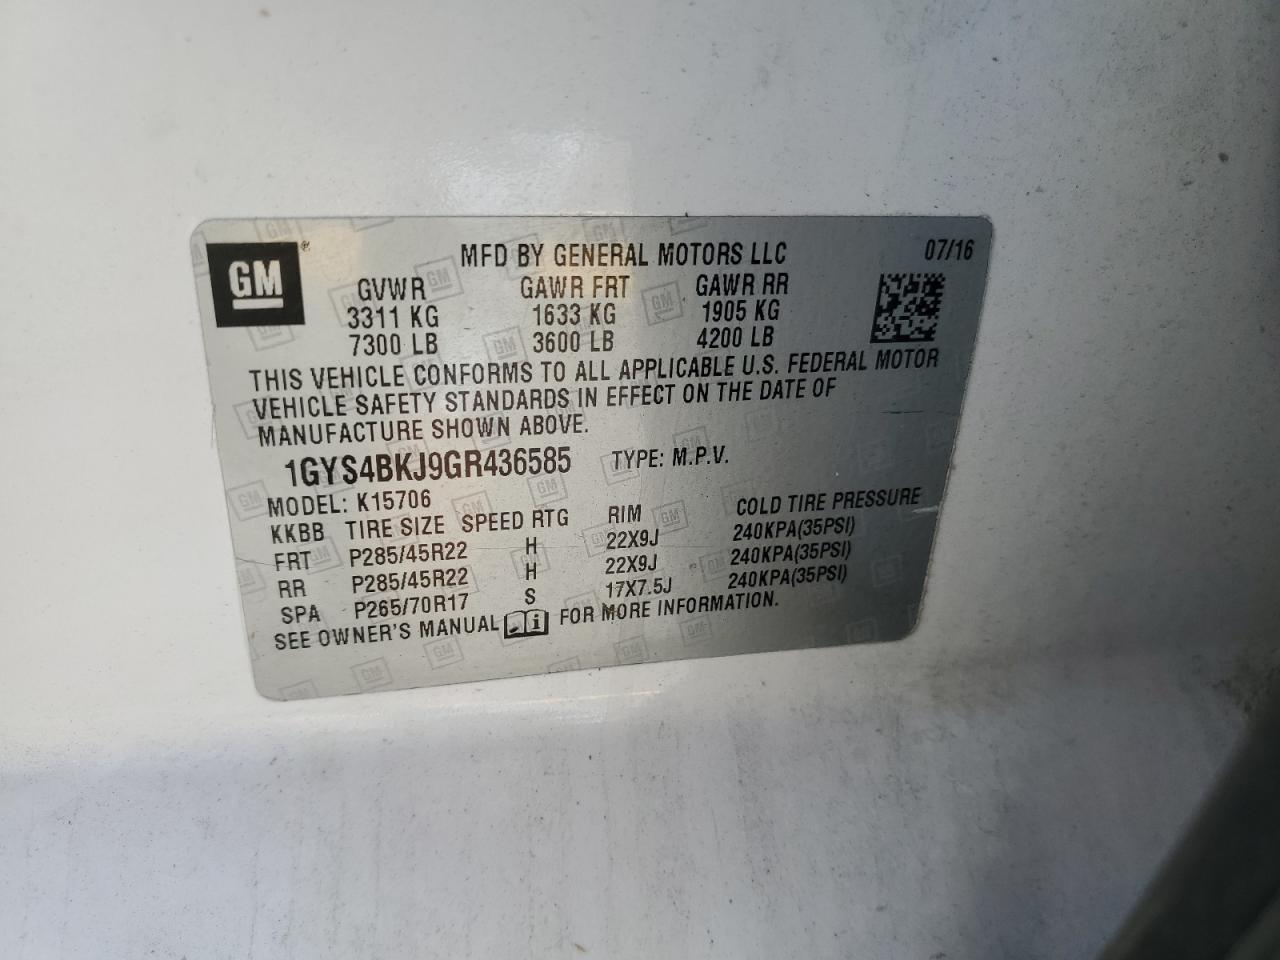 GM ® MFD BY GENERAL MOTORS LLC 07/16
GVWR GAWR FRT GAWR RR
3311 KG 1633 KG 1905 KG
7300 LB 3600 LB 4200 LB
THIS VEHICLE CONFORMS TO ALL APPLICABLE U.S. FEDERAL MOTOR
VEHICLE SAFETY STANDARDS IN EFFECT ON THE DATE OF
MANUFACTURE SHOWN ABOVE.
1GYS4BKJ9GR436585 TYPE: M.P.V.
MODEL: K15706
KKBB TIRE SIZE SPEED RTG RIM COLD TIRE PRESSURE
FRT P285/45R22 H 22X9J 240KPA(35PSI)
RR P285/45R22 H 22X9J 240KPA(35PSI)
SPA P265/70R17 S 17X7.5J 240KPA(35PSI)
SEE OWNER'S MANUAL FOR MORE INFORMATION.